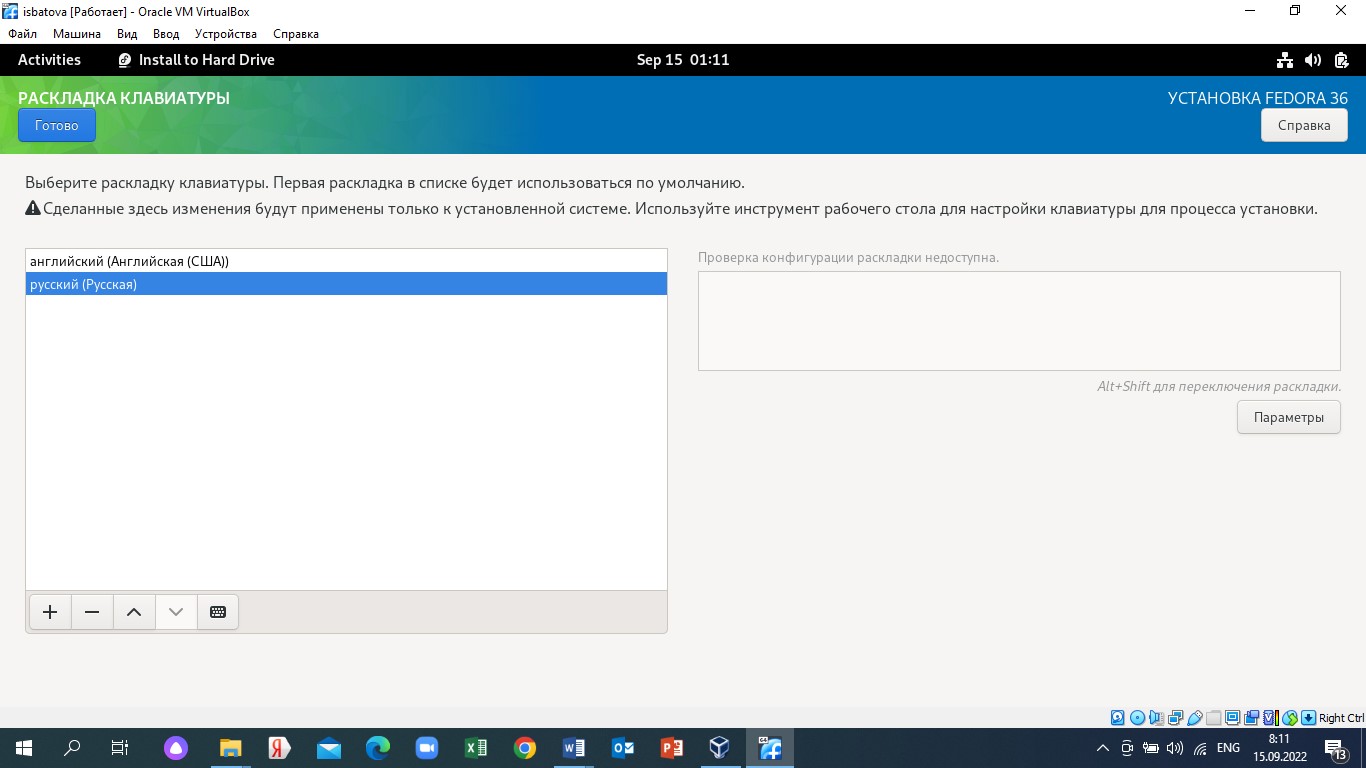 isbatova [Работает] - Oracle VM VirtualBox
Файл Машина Вид Ввод Устройства Справка
Activities Install to Hard Drive Sep 15 01:11
РАСКЛАДКА КЛАВИАТУРЫ УСТАНОВКА FEDORA 36
Готово Справка
Выберите раскладку клавиатуры. Первая раскладка в списке будет использоваться по умолчанию.
Сделанные здесь изменения будут применены только к установленной системе. Используйте инструмент рабочего стола для настройки клавиатуры для процесса установки.
английский (Английская (США))
русский (Русская)
Проверка конфигурации раскладки недоступна.
Alt+Shift для переключения раскладки.
Параметры
Right Ctrl
ENG 8:11
15.09.2022 13